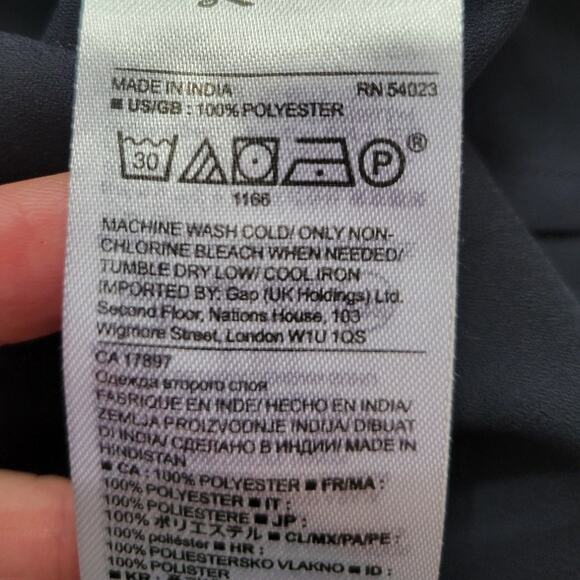 MADE IN INDIA RN 54023
■ US/GB : 100% POLYESTER
30 P ®
1166
MACHINE WASH COLD/ ONLY NON-
CHLORINE BLEACH WHEN NEEDED/
TUMBLE DRY LOW/ COOL IRON
IMPORTED BY: Gap (UK Holdings) Ltd.
Second Floor, Nations House, 103
Wigmore Street, London W1U 1QS
CA 17897
Одежда второго слоя
FABRIQUE EN INDE/ HECHO EN INDIA/
ZEMLJA PROIZVODNJE INDIJA/ DIBUAT
DI INDIA/ СДЕЛАНО В ИНДИИ/ MADE IN
HINDISTAN
■ CA : 100% POLYESTER ■ FR/MA :
100% POLYESTER ■ IT :
100% POLIESTERE ■ JP :
100% ポリエステル ■ CL/MX/PA/PE :
100% poliéster ■ HR :
100% POLIESTERSKO VLAKNO ■ ID :
100% POLISTER
■ KR :